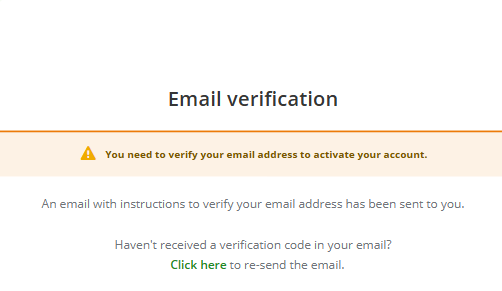 Email verification
You need to verify your email address to activate your account.
An email with instructions to verify your email address has been sent to you.
Haven't received a verification code in your email?
Click here to re-send the email.